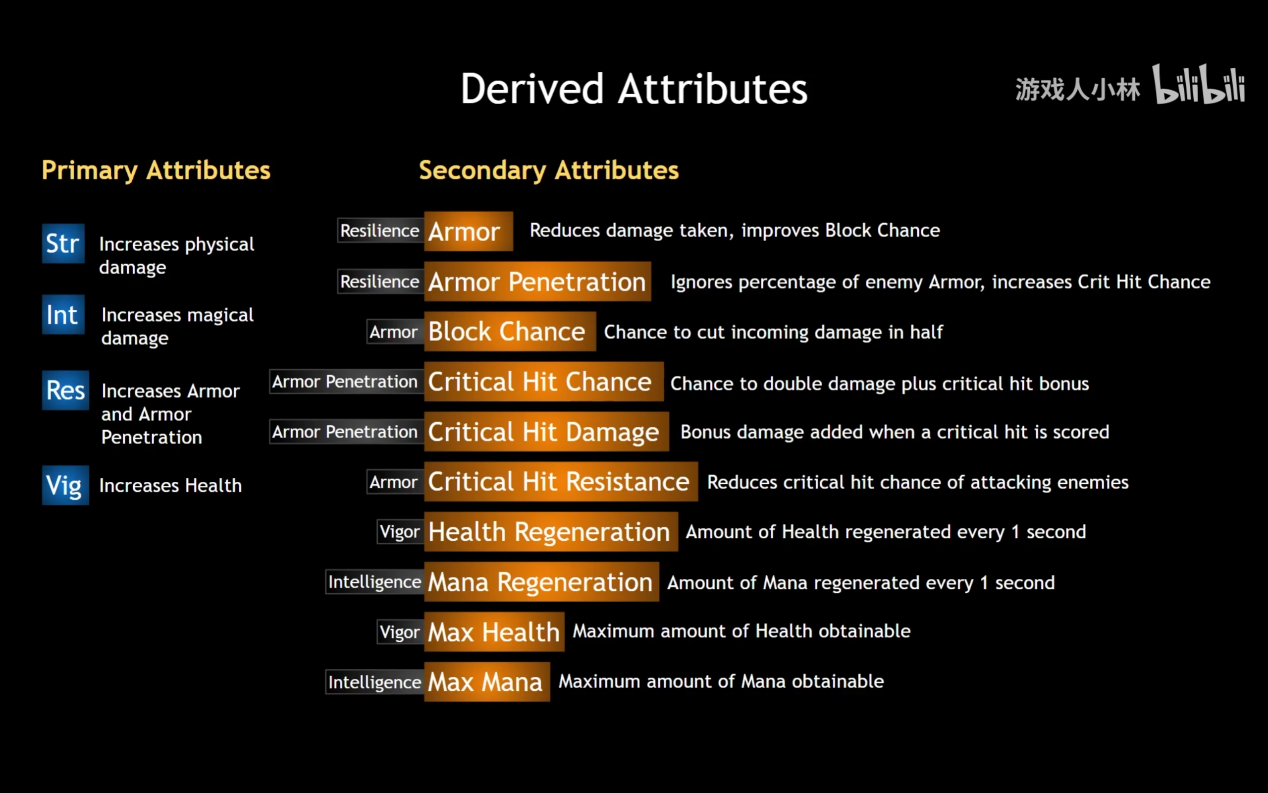 Derived Attributes
游戏人小林 bilibili
Primary Attributes
Secondary Attributes
Str
Increases physical
damage
Int
Increases magical
damage
Res
Increases Armor
and Armor
Penetration
Vig
Increases Health
Resilience Armor Reduces damage taken, improves Block Chance
Resilience Armor Penetration Ignores percentage of enemy Armor, increases Crit Hit Chance
Armor Block Chance Chance to cut incoming damage in half
Armor Penetration Critical Hit Chance Chance to double damage plus critical hit bonus
Armor Penetration Critical Hit Damage Bonus damage added when a critical hit is scored
Armor Critical Hit Resistance Reduces critical hit chance of attacking enemies
Vigor Health Regeneration Amount of Health regenerated every 1 second
Intelligence Mana Regeneration Amount of Mana regenerated every 1 second
Vigor Max Health Maximum amount of Health obtainable
Intelligence Max Mana Maximum amount of Mana obtainable